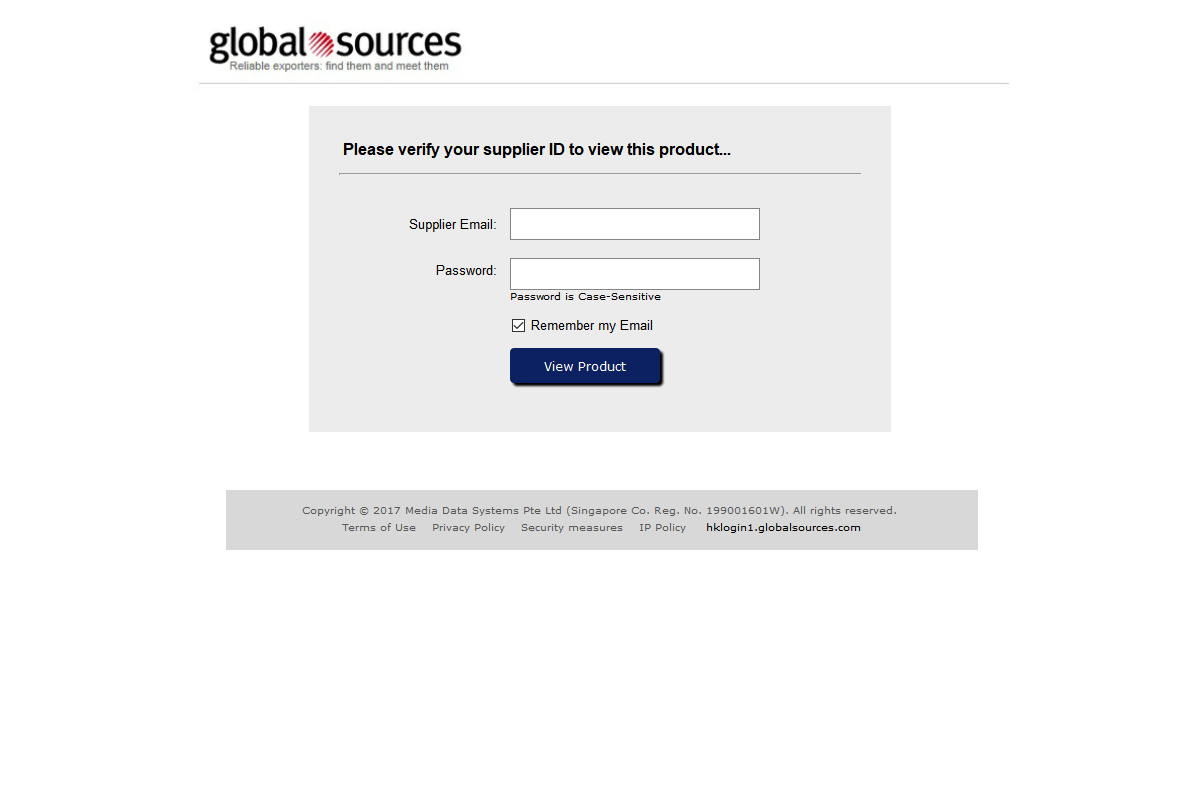 global sources
Reliable exporters: find them and meet them
Please verify your supplier ID to view this product...
Supplier Email:
Password:
Password is Case-Sensitive
Remember my Email
View Product
Copyright © 2017 Media Data Systems Pte Ltd (Singapore Co. Reg. No. 199001601W). All rights reserved.
Terms of Use Privacy Policy Security measures IP Policy hklogin1.globalsources.com